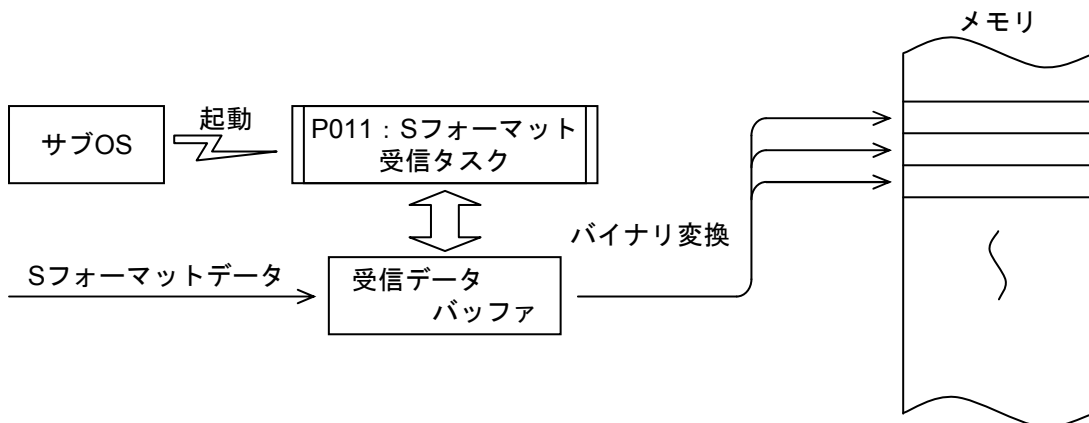 メモリ
起動
サブOS
P011：Sフォーマット
受信タスク
バイナリ変換
Sフォーマットデータ
受信データ
バッファ